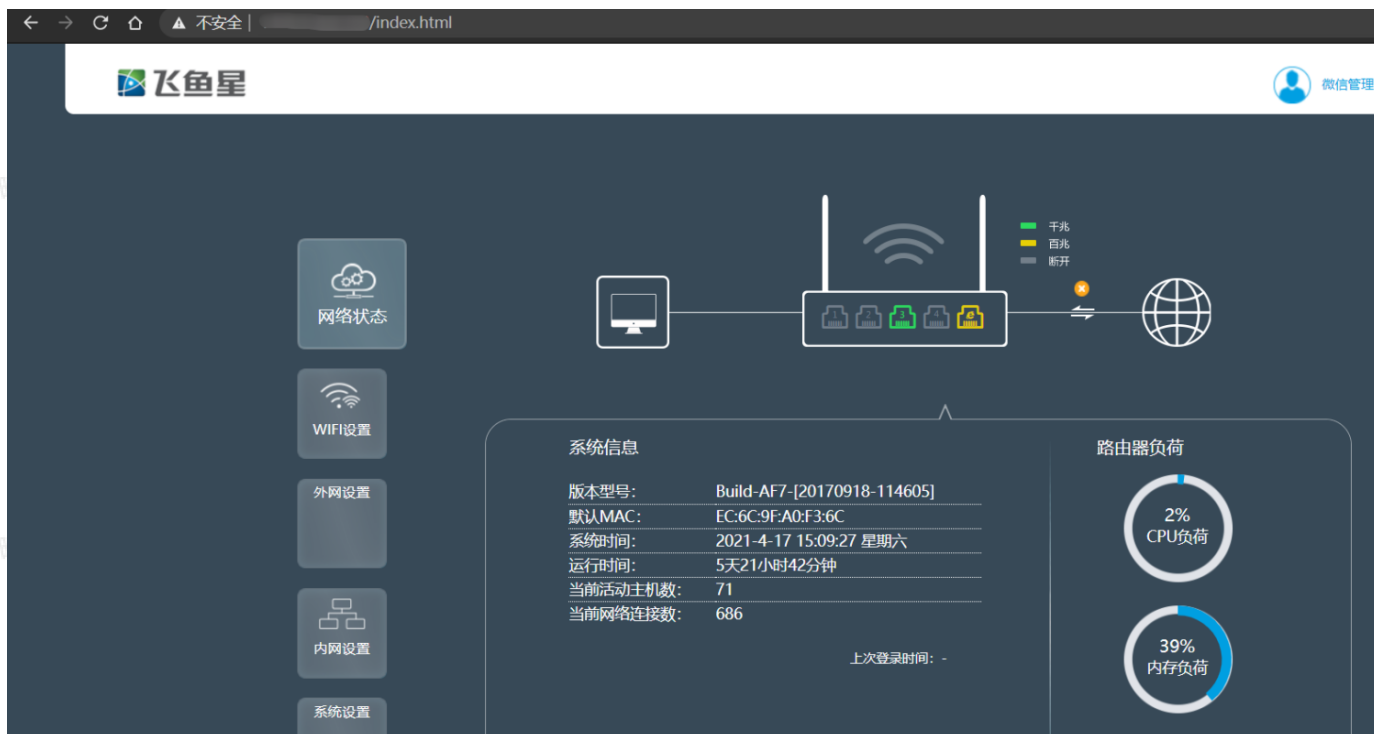 不安全 | /index.html
飞鱼星
微信管理
千兆
百兆
断开
1 2 3 4 e
网络状态
WIFI设置
外网设置
内网设置
系统设置
系统信息
版本型号: Build-AF7-[20170918-114605]
默认MAC: EC:6C:9F:A0:F3:6C
系统时间: 2021-4-17 15:09:27 星期六
运行时间: 5天21小时42分钟
当前活动主机数: 71
当前网络连接数: 686
上次登录时间: -
路由器负荷
2%
CPU负荷
39%
内存负荷